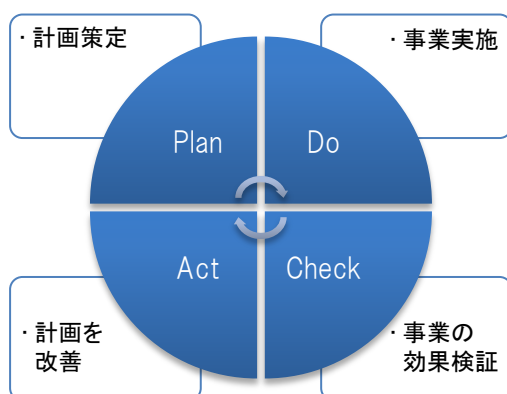 ・計画策定
・事業実施
Plan
Do
Act
Check
・計画を
改善
・事業の
効果検証